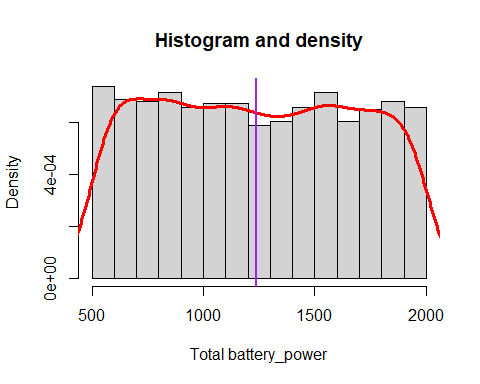 Histogram and density
Density
0e+00
4e-04
500
1000
1500
2000
Total battery_power